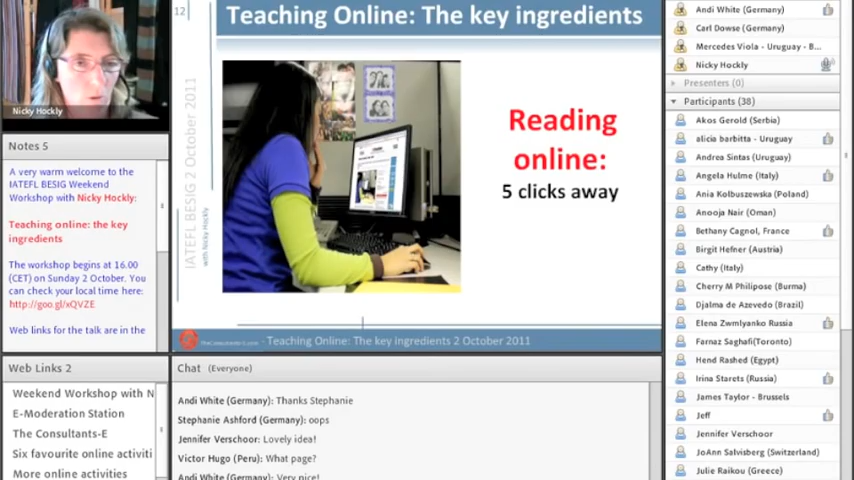 12
Teaching Online: The key ingredients
Nicky Hockly
IATEFL BESIG 2 October 2011
with Nicky Hockly
Reading
online:
5 clicks away
Teaching Online: The key ingredients 2 October 2011
Notes 5
A very warm welcome to the
IATEFL BESIG Weekend
Workshop with Nicky Hockly:
Teaching online: the key
ingredients
The workshop begins at 16.00
(CET) on Sunday 2 October. You
can check your local time here:
http://goo.gl/xQVZE
Web links for the talk are in the
Web Links 2
Weekend Workshop with N
E-Moderation Station
The Consultants-E
Six favourite online activiti
More online activities
Chat (Everyone)
Andi White (Germany): Thanks Stephanie
Stephanie Ashford (Germany): oops
Jennifer Verschoor: Lovely idea!
Victor Hugo (Peru): What page?
Andi White (Germany): Very nice!
Andi White (Germany)
Carl Dowse (Germany)
Mercedes Viola - Uruguay - B...
Nicky Hockly
Presenters (0)
Participants (38)
Akos Gerold (Serbia)
alicia barbitta - Uruguay
Andrea Sintas (Uruguay)
Angela Hulme (Italy)
Ania Kolbuszewska (Poland)
Anooja Nair (Oman)
Bethany Cagnol, France
Birgit Hefner (Austria)
Cathy (Italy)
Cherry M Philipose (Burma)
Djalma de Azevedo (Brazil)
Elena Zwmlyanko Russia
Farnaz Saghafi(Toronto)
Hend Rashed (Egypt)
Irina Starets (Russia)
James Taylor - Brussels
Jeff
Jennifer Verschoor
JoAnn Salvisberg (Switzerland)
Julie Raikou (Greece)